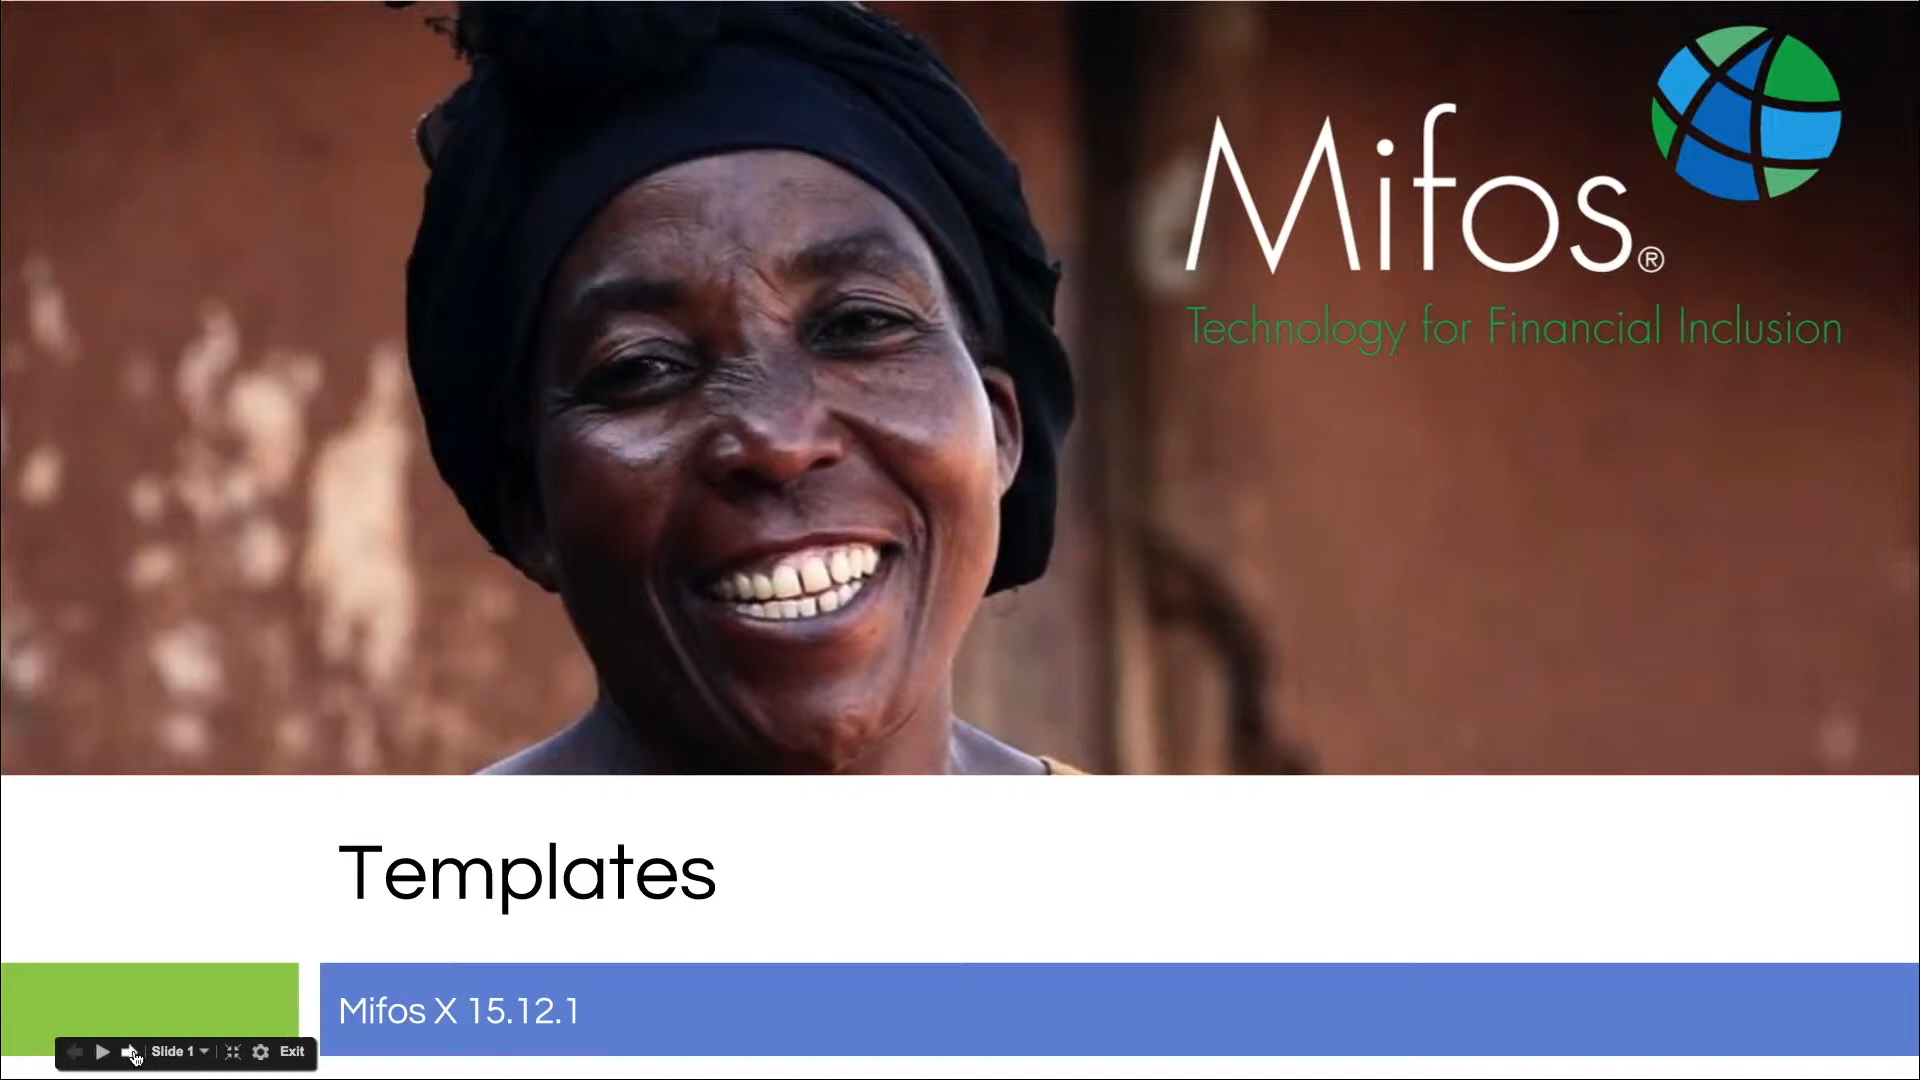 Mifos®
Technology for Financial Inclusion
Templates
Mifos X 15.12.1
Slide 1
Exit